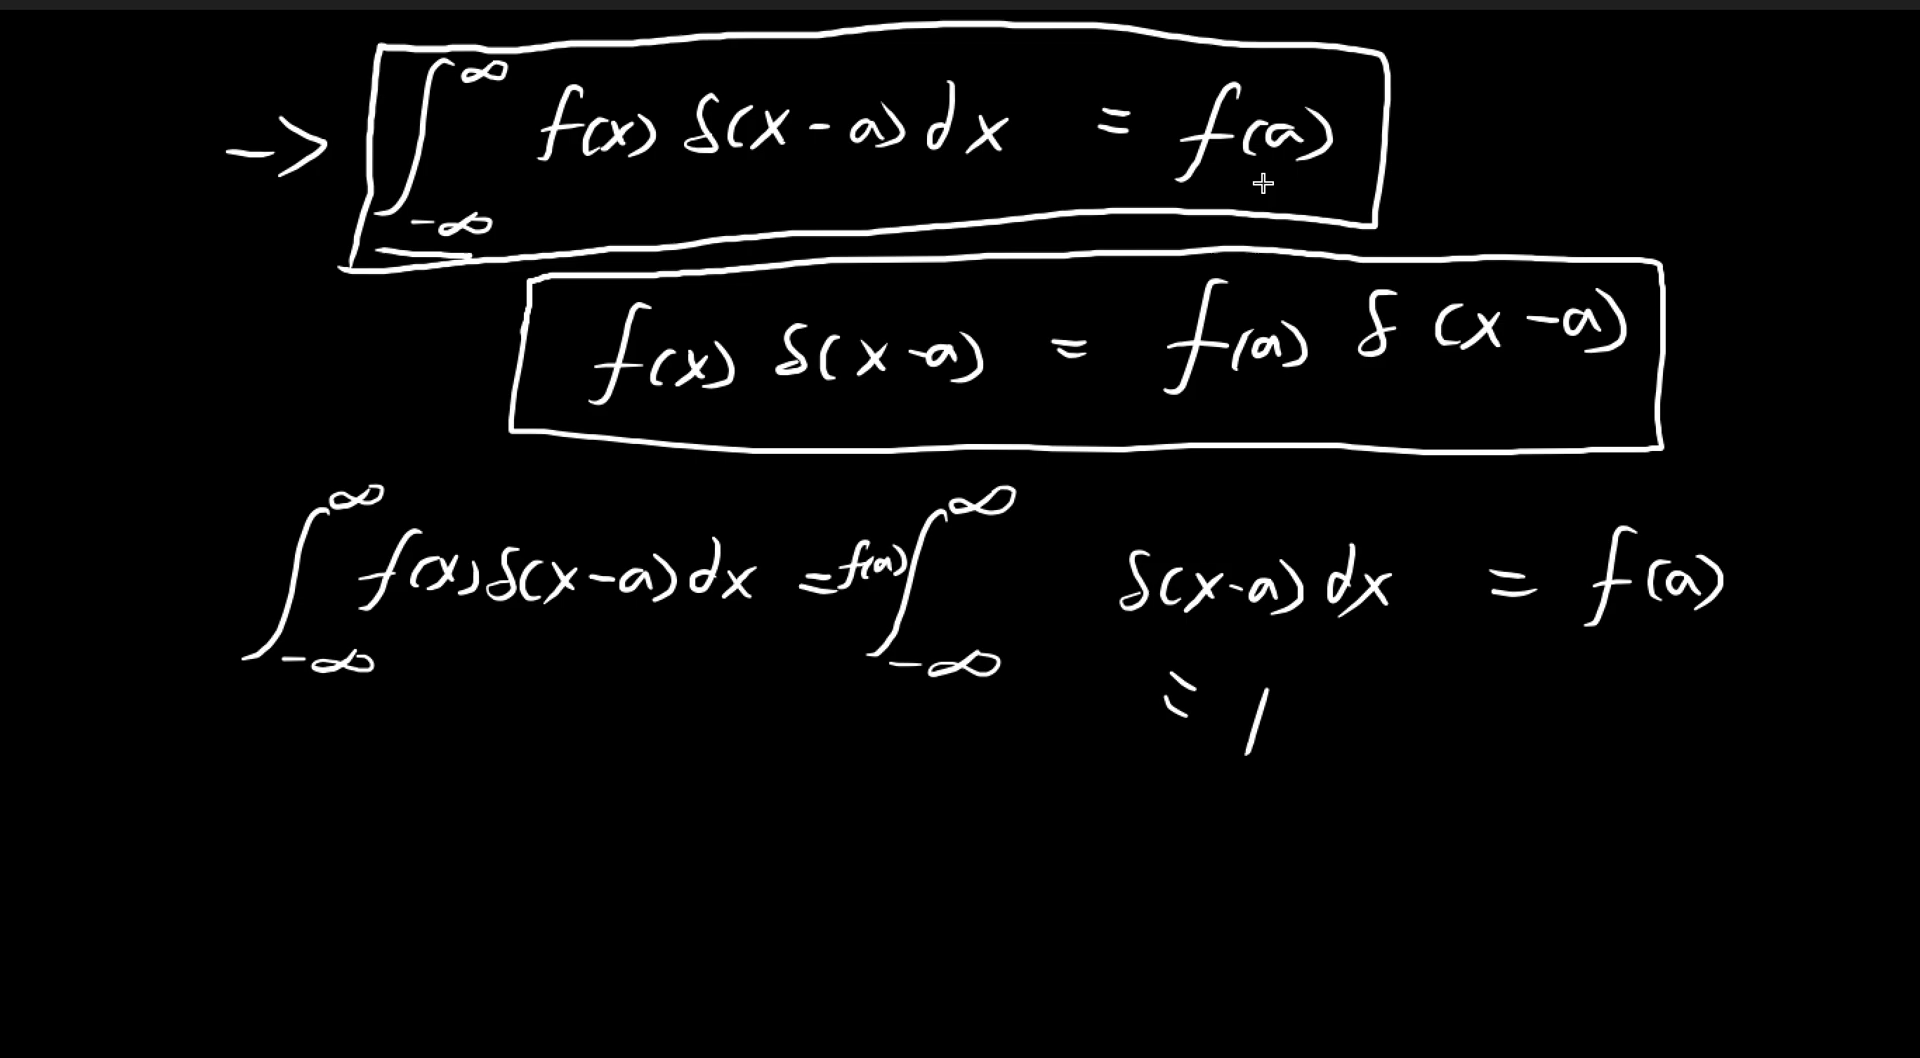 -> ∫_{-∞}^{∞} f(x) δ(x-a) dx = f(a)
f(x) δ(x-a) = f(a) δ(x-a)
∫_{-∞}^{∞} f(x) δ(x-a) dx = f(a) ∫_{-∞}^{∞} δ(x-a) dx = f(a)
= 1